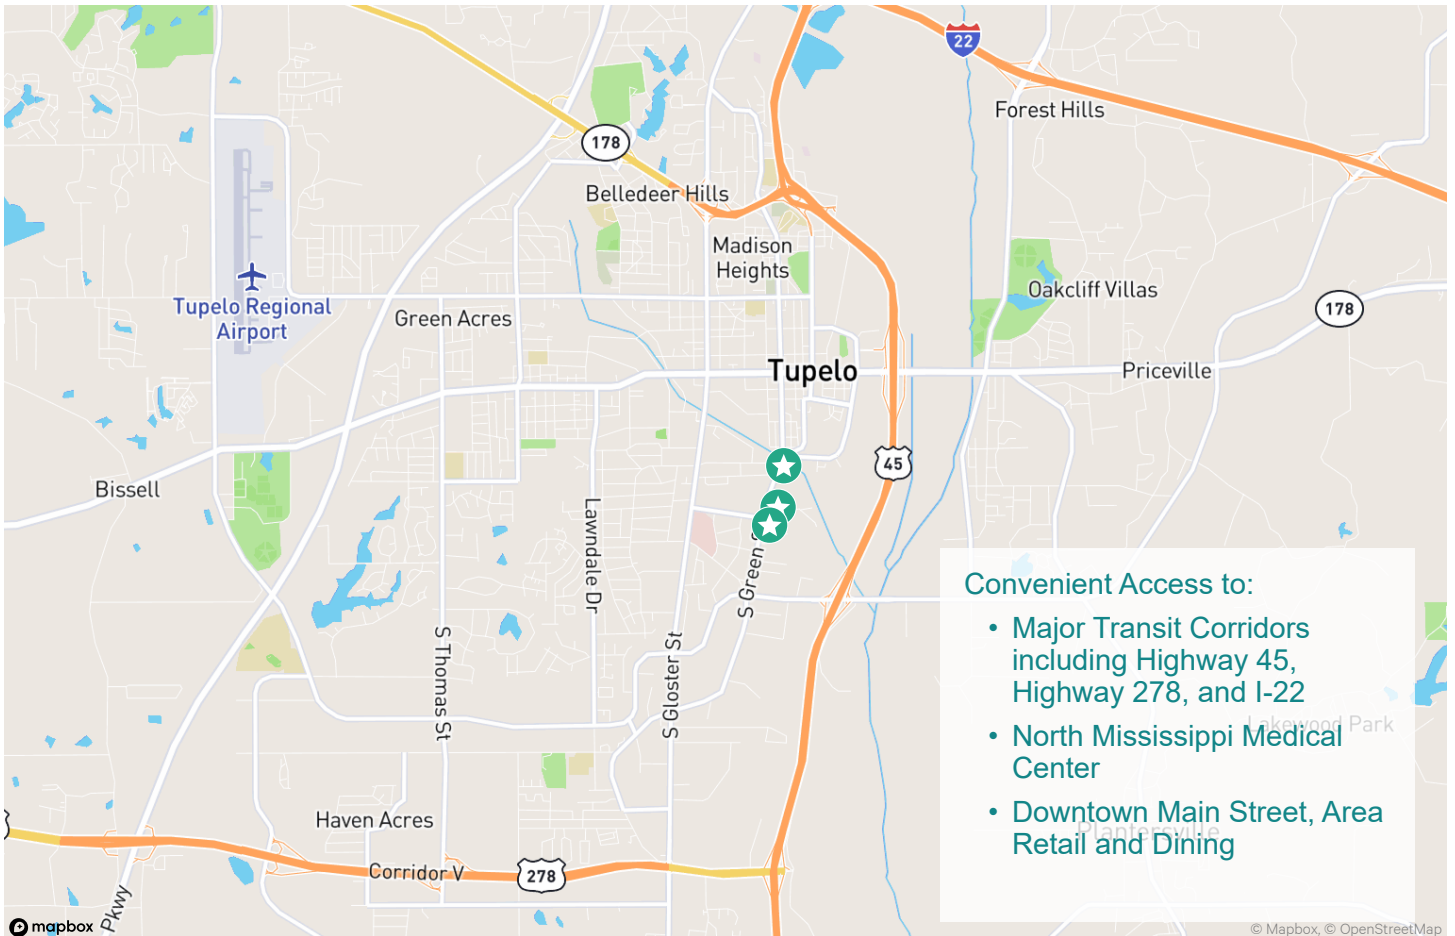 22
Forest Hills
178
Belledeer Hills
Madison
Heights
Oakcliff Villas
Tupelo Regional
Airport
178
Green Acres
Tupelo
Priceville
45
Bissell
Lawndale Dr
S Green
S Thomas St
S Gloster St
Convenient Access to:
• Major Transit Corridors
including Highway 45,
Highway 278, and I-22
Lakewood Park
• North Mississippi Medical
Center
• Downtown Main Street, Area
Plantersville
Retail and Dining
Haven Acres
Corridor V
278
Pkwy
mapbox
© Mapbox, © OpenStreetMap